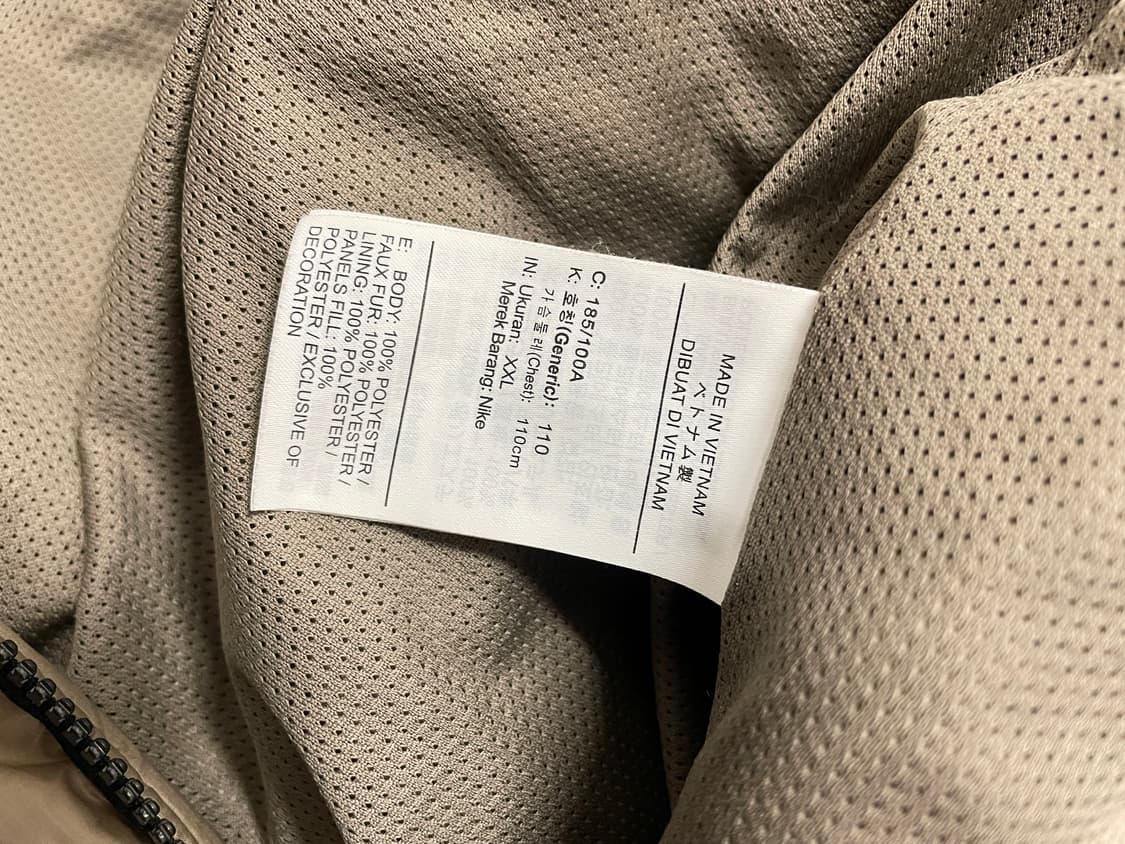 MADE IN VIETNAM
ベトナム製
DIBUAT DI VIETNAM
C: 185/100A
K: 호칭(Generic): 110
가슴둘레(Chest): 110cm
IN: Ukuran: XXL
Merek Barang: Nike
E: BODY: 100% POLYESTER /
FAUX FUR: 100% POLYESTER /
LINING: 100% POLYESTER /
PANELS FILL: 100%
POLYESTER / EXCLUSIVE OF
DECORATION